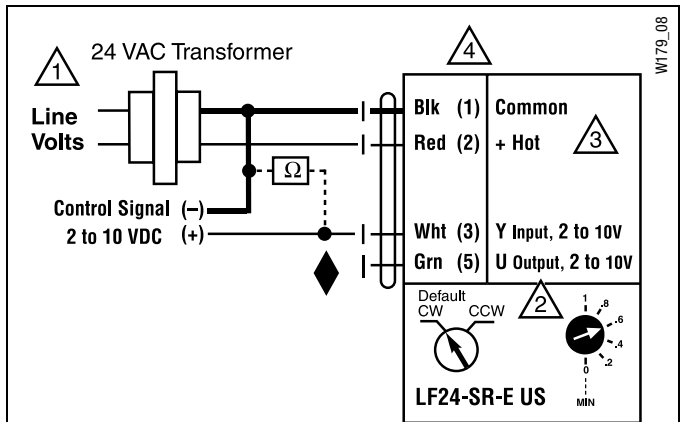 W179_08
1 24 VAC Transformer
4
Line
Volts
Blk (1) Common
Red (2) + Hot
3
Ω
Control Signal (–)
2 to 10 VDC (+)
Wht (3) Y Input, 2 to 10V
Grn (5) U Output, 2 to 10V
Default
CW CCW
2
1
.8
.6
.4
.2
0
MIN
LF24-SR-E US